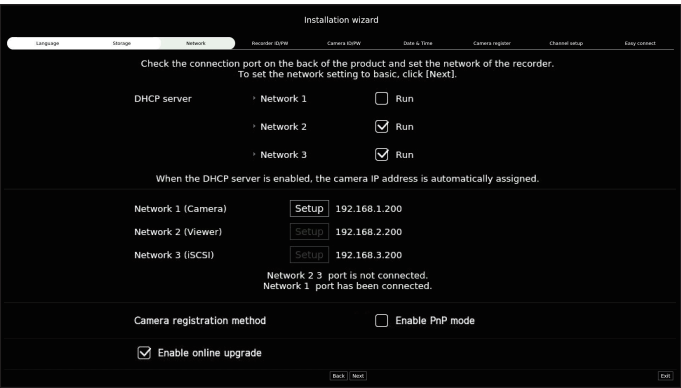 Installation wizard
Language Storage Network Recorder ID/PW Camera ID/PW Date & Time Camera register Channel setup Easy connect
Check the connection port on the back of the product and set the network of the recorder.
To set the network setting to basic, click [Next].
DHCP server Network 1 Run
Network 2 Run
Network 3 Run
When the DHCP server is enabled, the camera IP address is automatically assigned.
Network 1 (Camera) Setup 192.168.1.200
Network 2 (Viewer) Setup 192.168.2.200
Network 3 (iSCSI) Setup 192.168.3.200
Network 2 3 port is not connected.
Network 1 port has been connected.
Camera registration method Enable PnP mode
Enable online upgrade
Back Next Exit